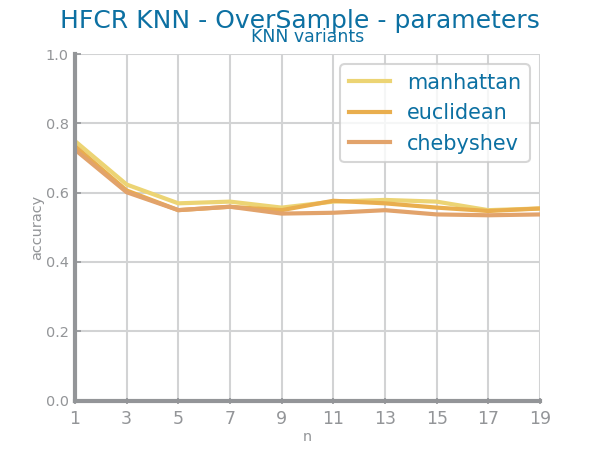 HFCR KNN - OverSample - parameters
KNN variants
manhattan
euclidean
chebyshev
accuracy
1.0
0.8
0.6
0.4
0.2
0.0
1 3 5 7 9 11 13 15 17 19
n